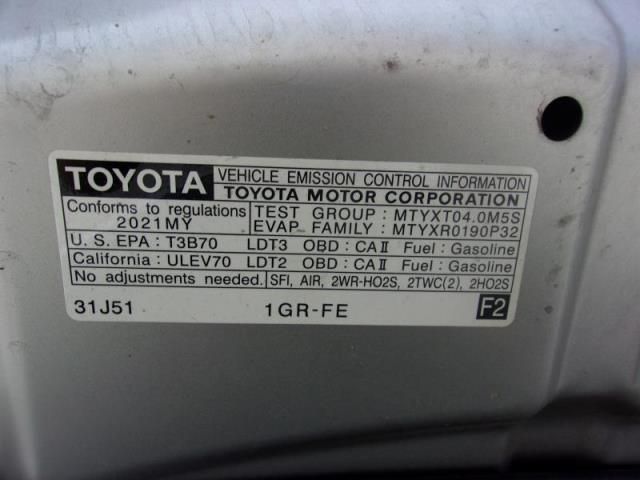 TOYOTA
VEHICLE EMISSION CONTROL INFORMATION
TOYOTA MOTOR CORPORATION
Conforms to regulations
2021MY
TEST GROUP : MTYXT04.0M5S
EVAP FAMILY : MTYXR0190P32
U. S. EPA : T3B70 LDT3 OBD : CAⅡ Fuel : Gasoline
California : ULEV70 LDT2 OBD : CAⅡ Fuel : Gasoline
No adjustments needed. SFI, AIR, 2WR-HO2S, 2TWC(2), 2HO2S
31J51 1GR-FE F2